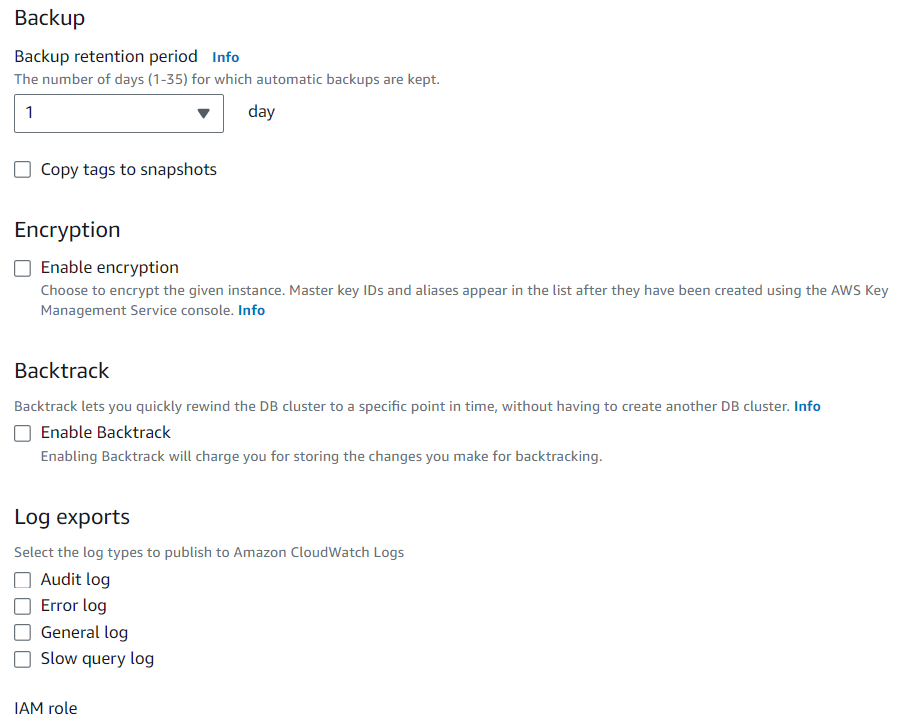 Backup
Backup retention period Info
The number of days (1-35) for which automatic backups are kept.
1 day
Copy tags to snapshots
Encryption
Enable encryption
Choose to encrypt the given instance. Master key IDs and aliases appear in the list after they have been created using the AWS Key
Management Service console. Info
Backtrack
Backtrack lets you quickly rewind the DB cluster to a specific point in time, without having to create another DB cluster. Info
Enable Backtrack
Enabling Backtrack will charge you for storing the changes you make for backtracking.
Log exports
Select the log types to publish to Amazon CloudWatch Logs
Audit log
Error log
General log
Slow query log
IAM role